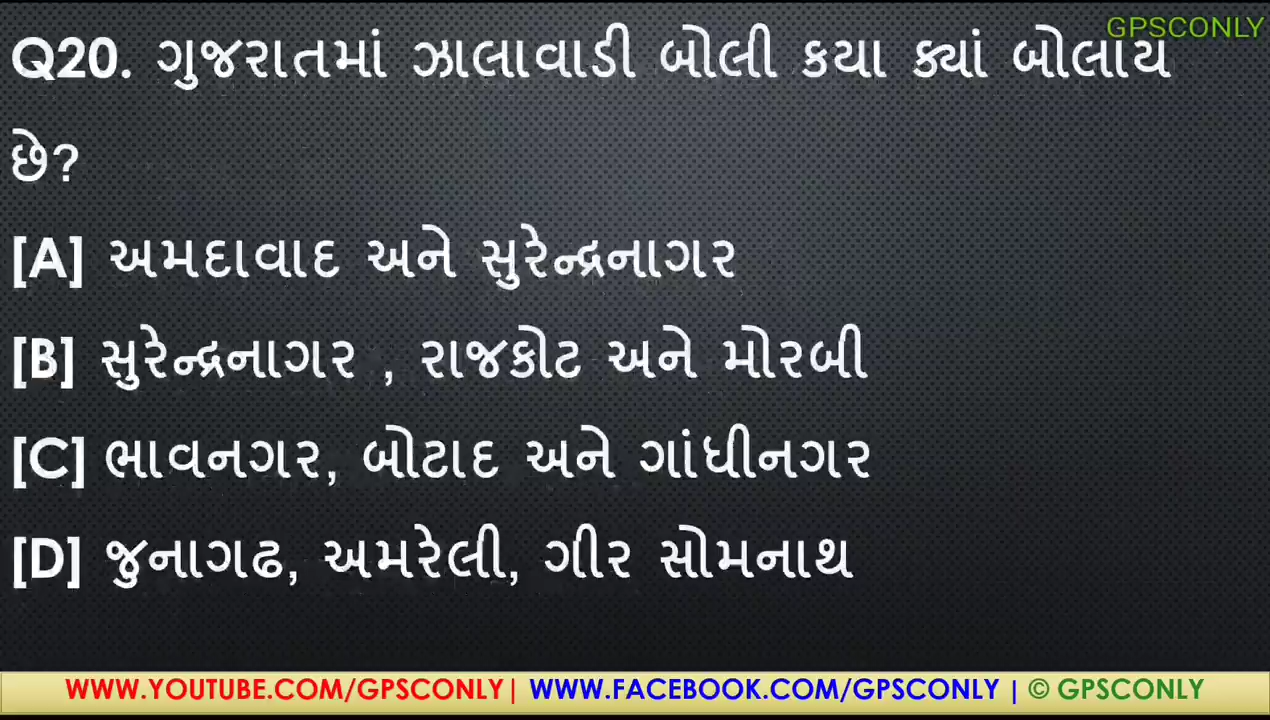 GPSCONLY
Q20. ગુજરાતમાં ઝાલાવાડી બોલી કયા ક્યાં બોલાય
છે?
[A] અમદાવાદ અને સુરેન્દ્રનાગર
[B] સુરેન્દ્રનાગર , રાજકોટ અને મોરબી
[C] ભાવનગર, બોટાદ અને ગાંધીનગર
[D] જુનાગઢ, અમરેલી, ગીર સોમનાથ
WWW.YOUTUBE.COM/GPSCONLY | WWW.FACEBOOK.COM/GPSCONLY | © GPSCONLY